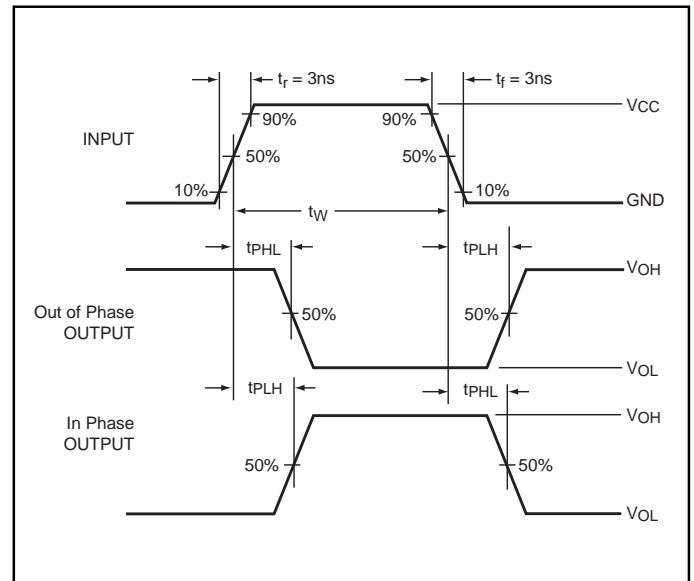 tr = 3ns
tf = 3ns
VCC
90%
90%
INPUT
50%
50%
10%
10%
GND
tW
tPHL
tPLH
VOH
Out of Phase
OUTPUT
50%
50%
VOL
tPLH
tPHL
VOH
In Phase
OUTPUT
50%
50%
VOL